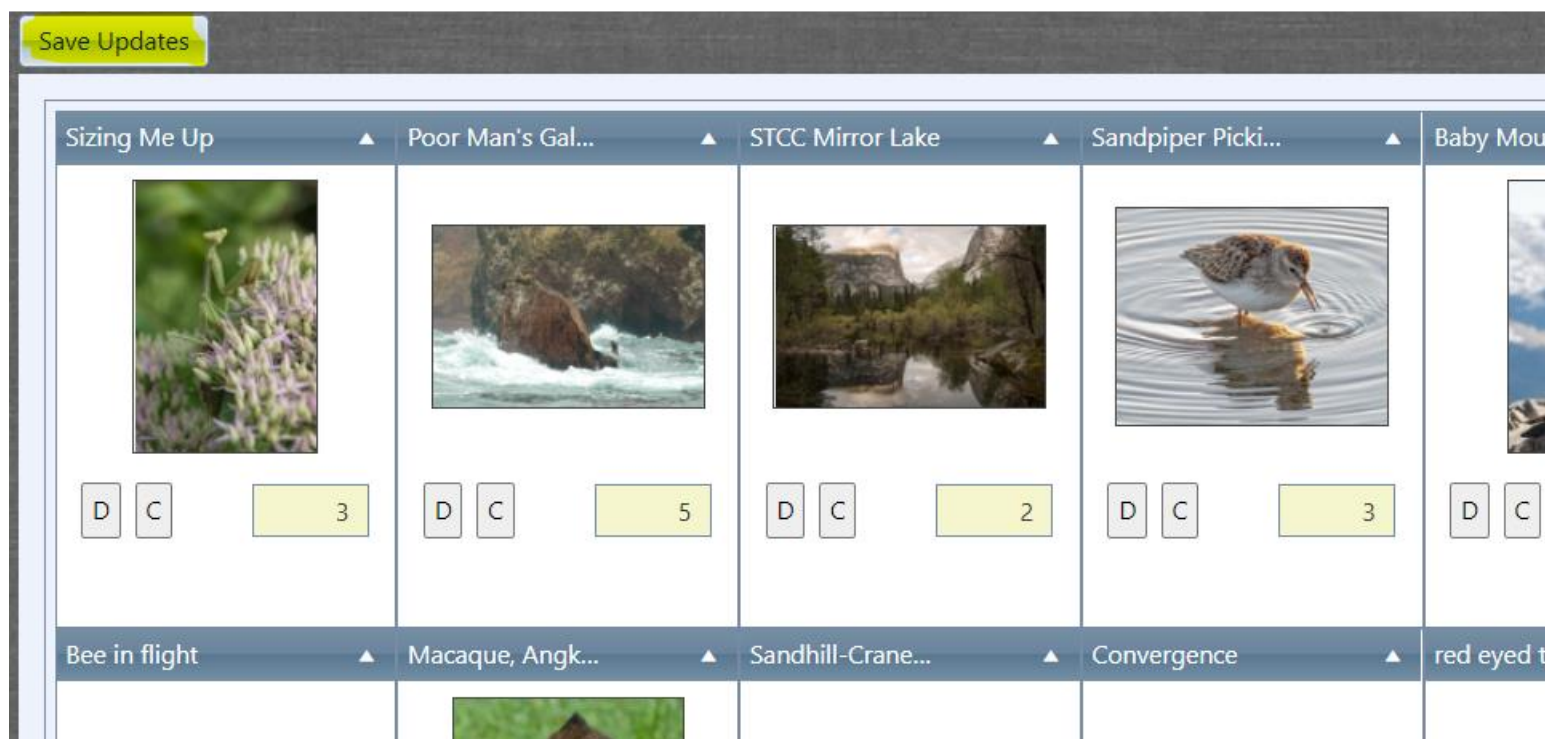 Save Updates
Sizing Me Up Poor Man's Gal... STCC Mirror Lake Sandpiper Picki... Baby Mou
D C 3 D C 5 D C 2 D C 3 D C
Bee in flight Macaque, Angk... Sandhill-Crane... Convergence red eyed t